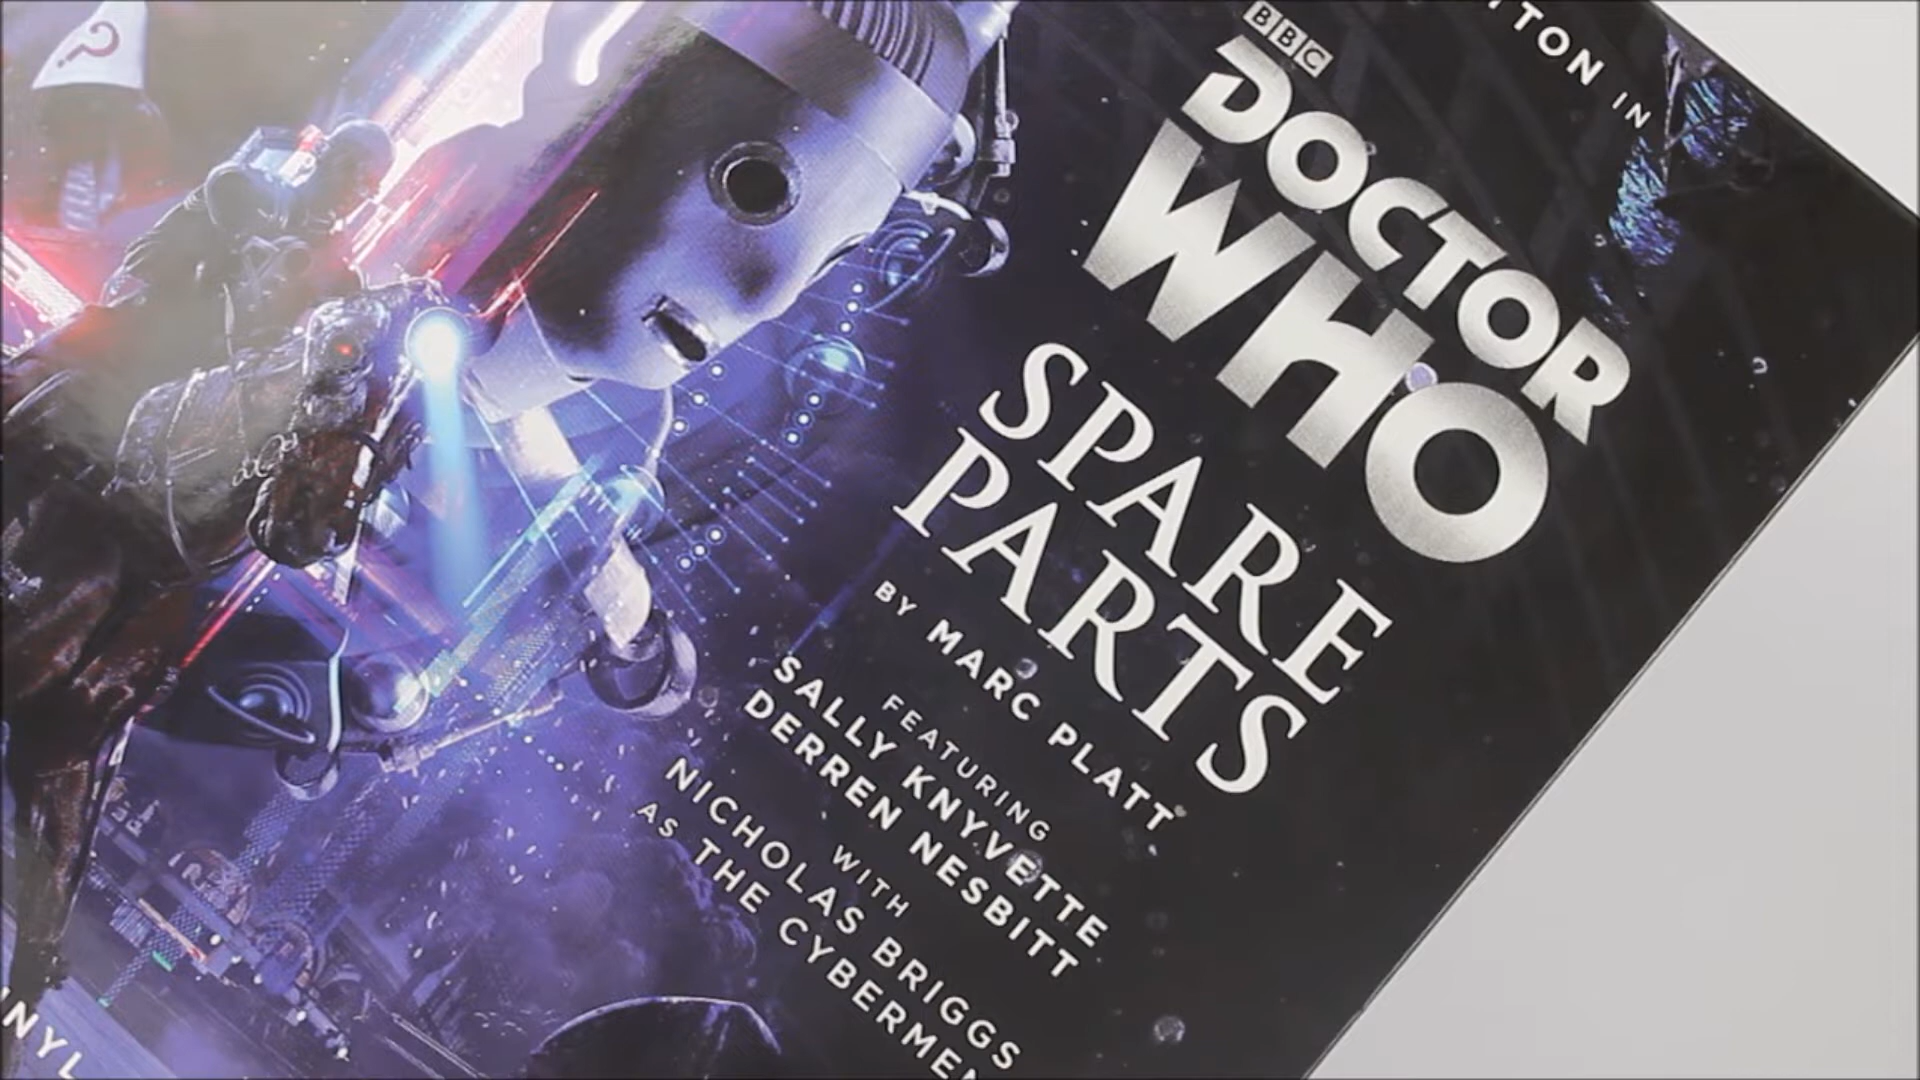 TON IN
BBC
DOCTOR
WHO
SPARE
PARTS
BY MARC PLATT
FEATURING
SALLY KNYVETTE
DERREN NESBITT
WITH
NICHOLAS BRIGGS
AS THE CYBERMEN
NYL
?